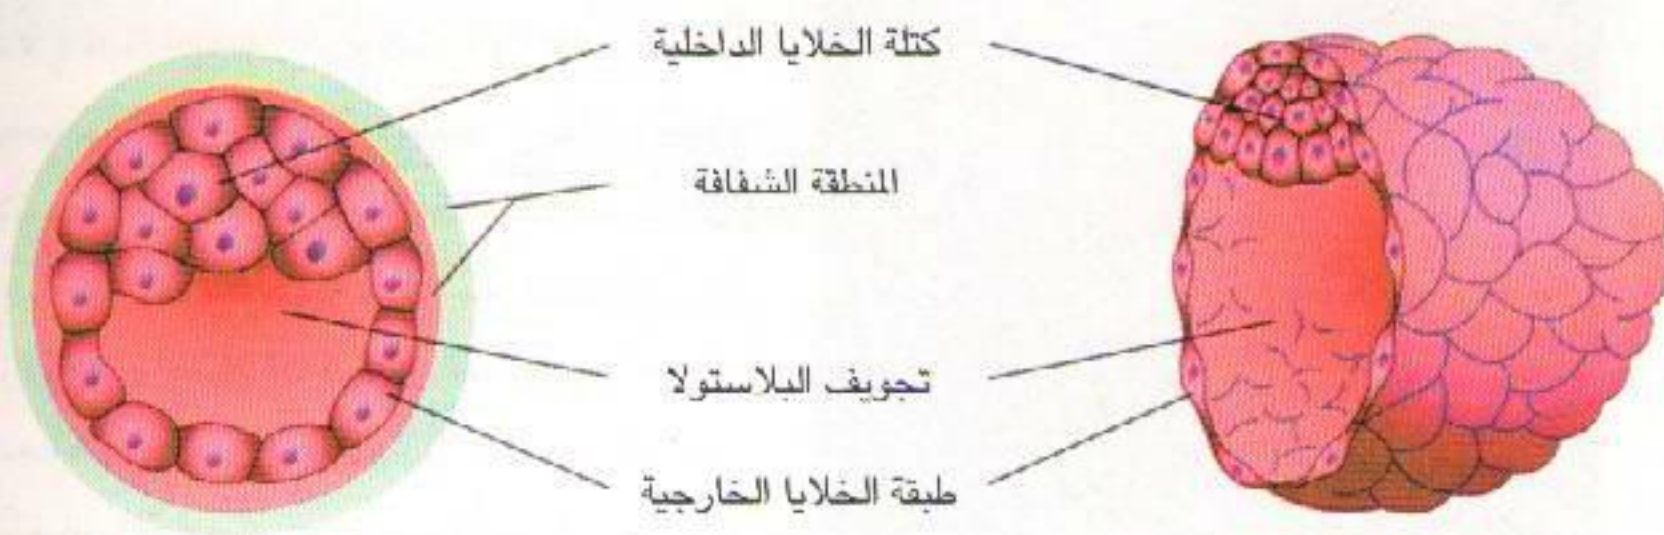 كتلة الخلايا الداخلية
المنطقة الشفافة
تجويف البلاستولا
طبقة الخلايا الخارجية